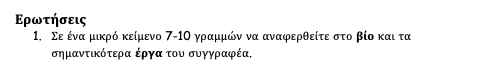 Ερωτήσεις
1. Σε ένα μικρό κείμενο 7-10 γραμμών να αναφερθείτε στο βίο και τα
σημαντικότερα έργα του συγγραφέα.